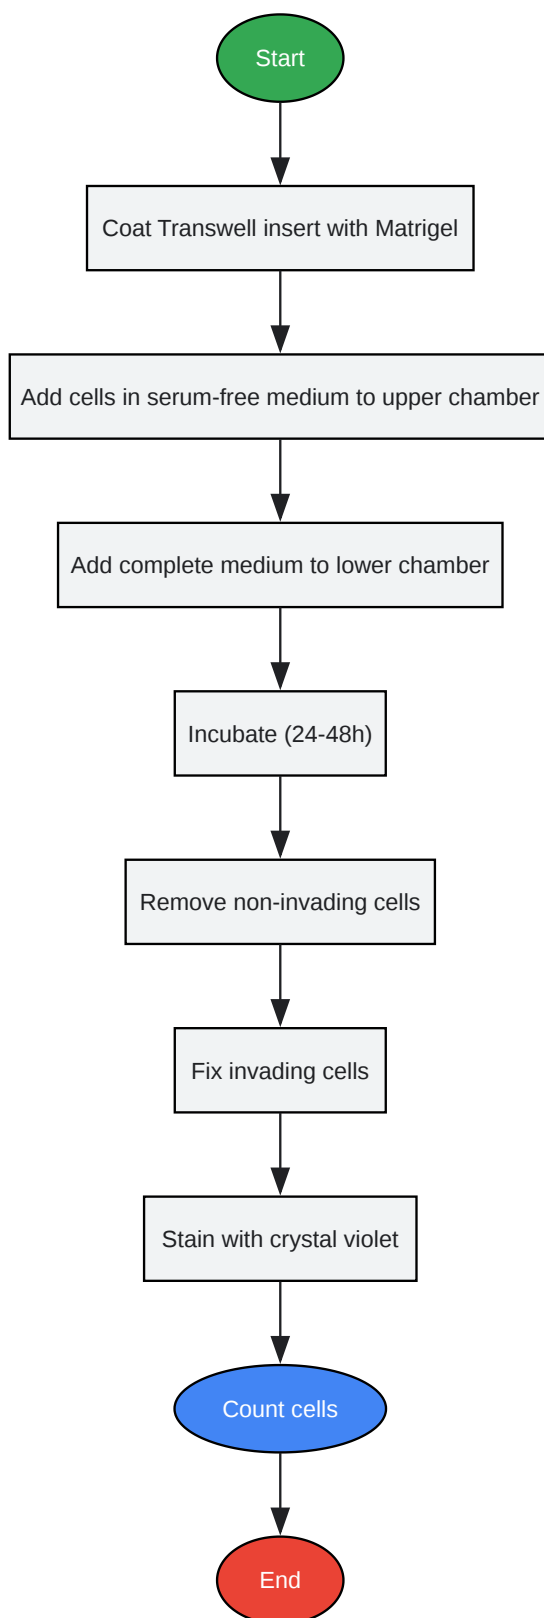 Start
Coat Transwell insert with Matrigel
Add cells in serum-free medium to upper chamber
Add complete medium to lower chamber
Incubate (24-48h)
Remove non-invading cells
Fix invading cells
Stain with crystal violet
Count cells
End